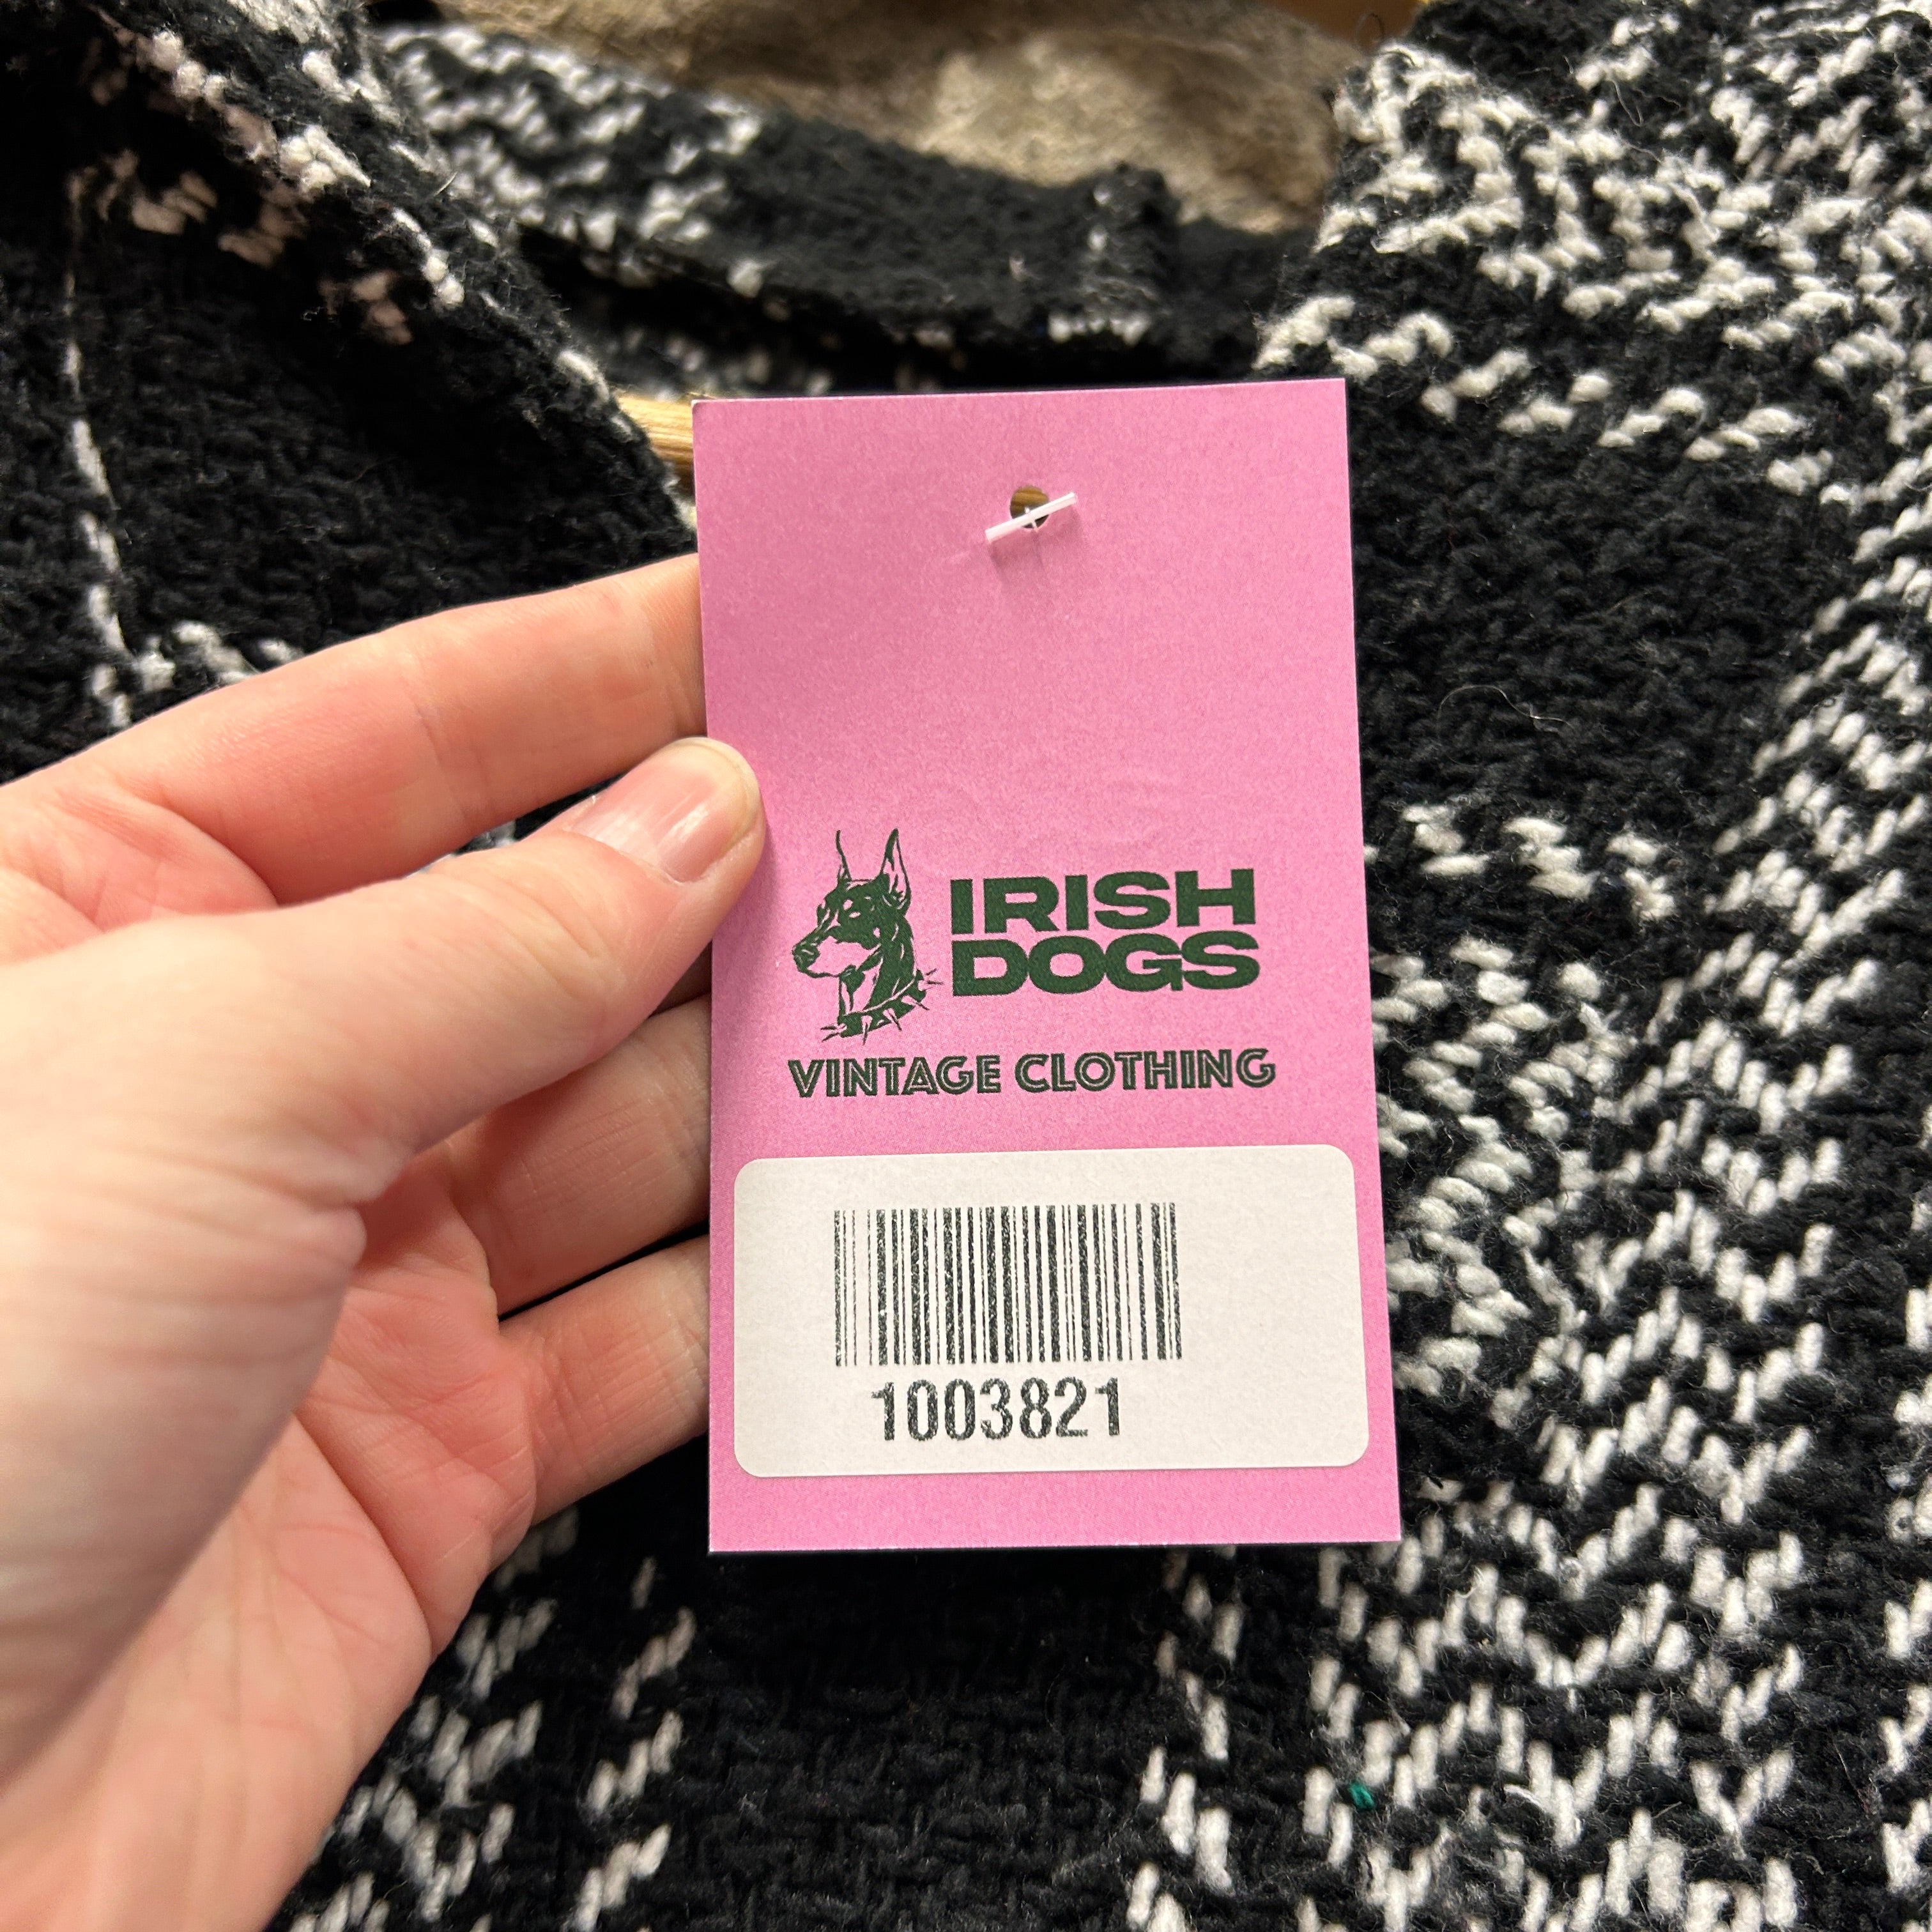 IRISH
DOGS
VINTAGE CLOTHING
1003821